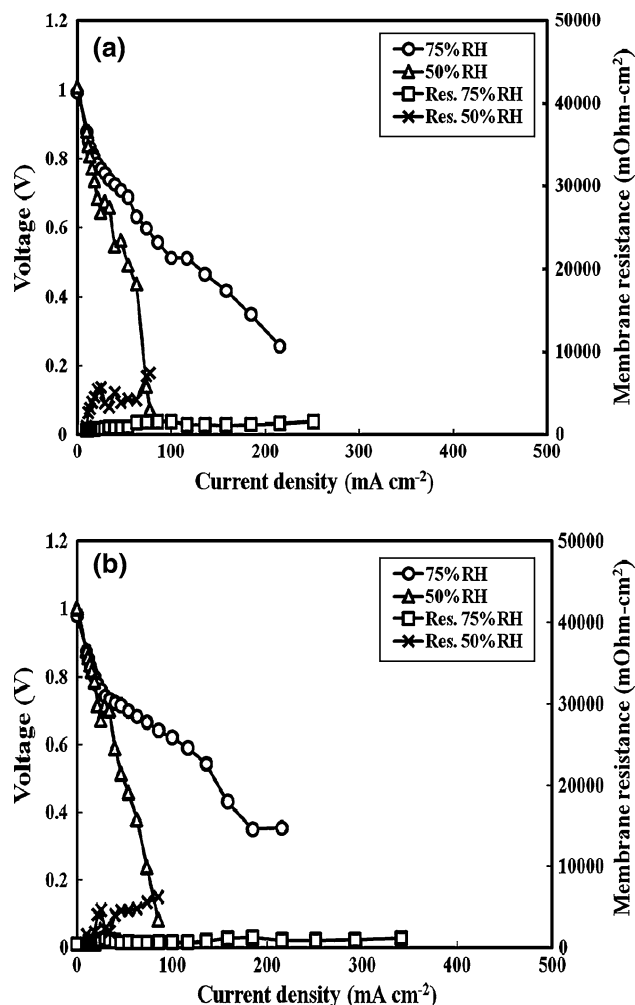 (a)
75%RH
50%RH
Res. 75%RH
Res. 50%RH
1.2
1
0.8
0.6
0.4
0.2
0
Voltage (V)
50000
40000
30000
20000
10000
0
Membrane resistance (mOhm-cm²)
0 100 200 300 400 500
Current density (mA cm⁻²)
(b)
75%RH
50%RH
Res. 75%RH
Res. 50%RH
1.2
1
0.8
0.6
0.4
0.2
0
Voltage (V)
50000
40000
30000
20000
10000
0
Membrane resistance (mOhm-cm²)
0 100 200 300 400 500
Current density (mA cm⁻²)